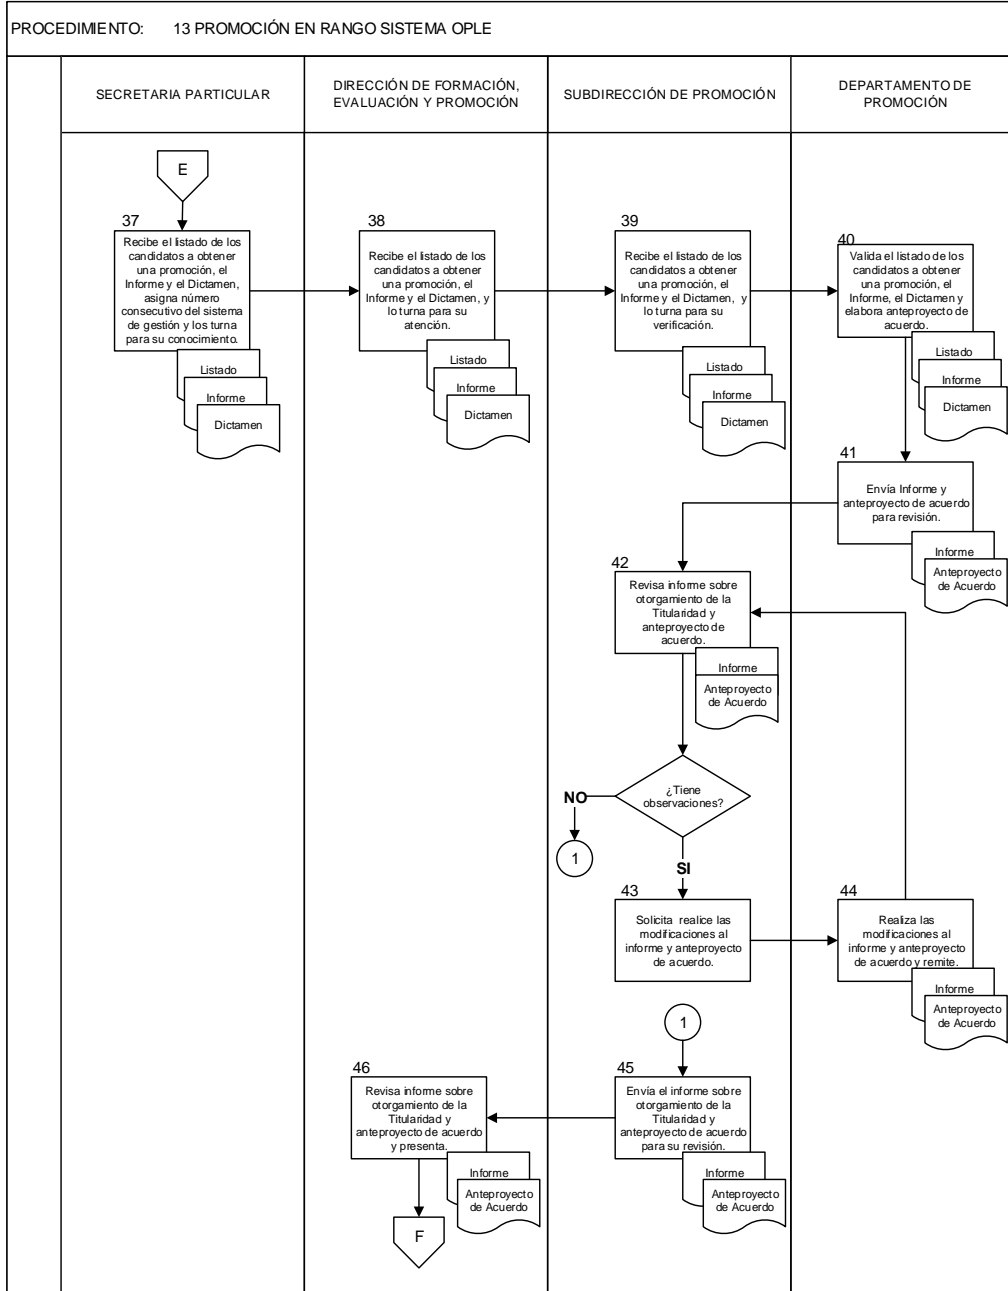 PROCEDIMIENTO: 13 PROMOCIÓN EN RANGO SISTEMA OPLE
SECRETARIA PARTICULAR
DIRECCIÓN DE FORMACIÓN,
EVALUACIÓN Y PROMOCIÓN
SUBDIRECCIÓN DE PROMOCIÓN
DEPARTAMENTO DE
PROMOCIÓN
E
37
Recibe el listado de los
candidatos a obtener
una promoción, el
Informe y el Dictamen,
asigna número
consecutivo del sistema
de gestión y los turna
para su conocimiento.
Listado
Informe
Dictamen
38
Recibe el listado de los
candidatos a obtener
una promoción, el
Informe y el Dictamen, y
lo turna para su
atención.
Listado
Informe
Dictamen
39
Recibe el listado de los
candidatos a obtener
una promoción, el
Informe y el Dictamen, y
lo turna para su
verificación.
Listado
Informe
Dictamen
40
Valida el listado de los
candidatos a obtener
una promoción, el
Informe, el Dictamen y
elabora anteproyecto de
acuerdo.
Listado
Informe
Dictamen
41
Envía Informe y
anteproyecto de acuerdo
para revisión.
Informe
Anteproyecto
de Acuerdo
42
Revisa informe sobre
otorgamiento de la
Titularidad y
anteproyecto de
acuerdo.
Informe
Anteproyecto
de Acuerdo
¿Tiene
observaciones?
NO
1
SI
43
Solicita realice las
modificaciones al
informe y anteproyecto
de acuerdo.
44
Realiza las
modificaciones al
informe y anteproyecto
de acuerdo y remite.
Informe
Anteproyecto
de Acuerdo
1
45
Envía el informe sobre
otorgamiento de la
Titularidad y
anteproyecto de acuerdo
para su revisión.
Informe
Anteproyecto
de Acuerdo
46
Revisa informe sobre
otorgamiento de la
Titularidad y
anteproyecto de acuerdo
y presenta.
Informe
Anteproyecto
de Acuerdo
F